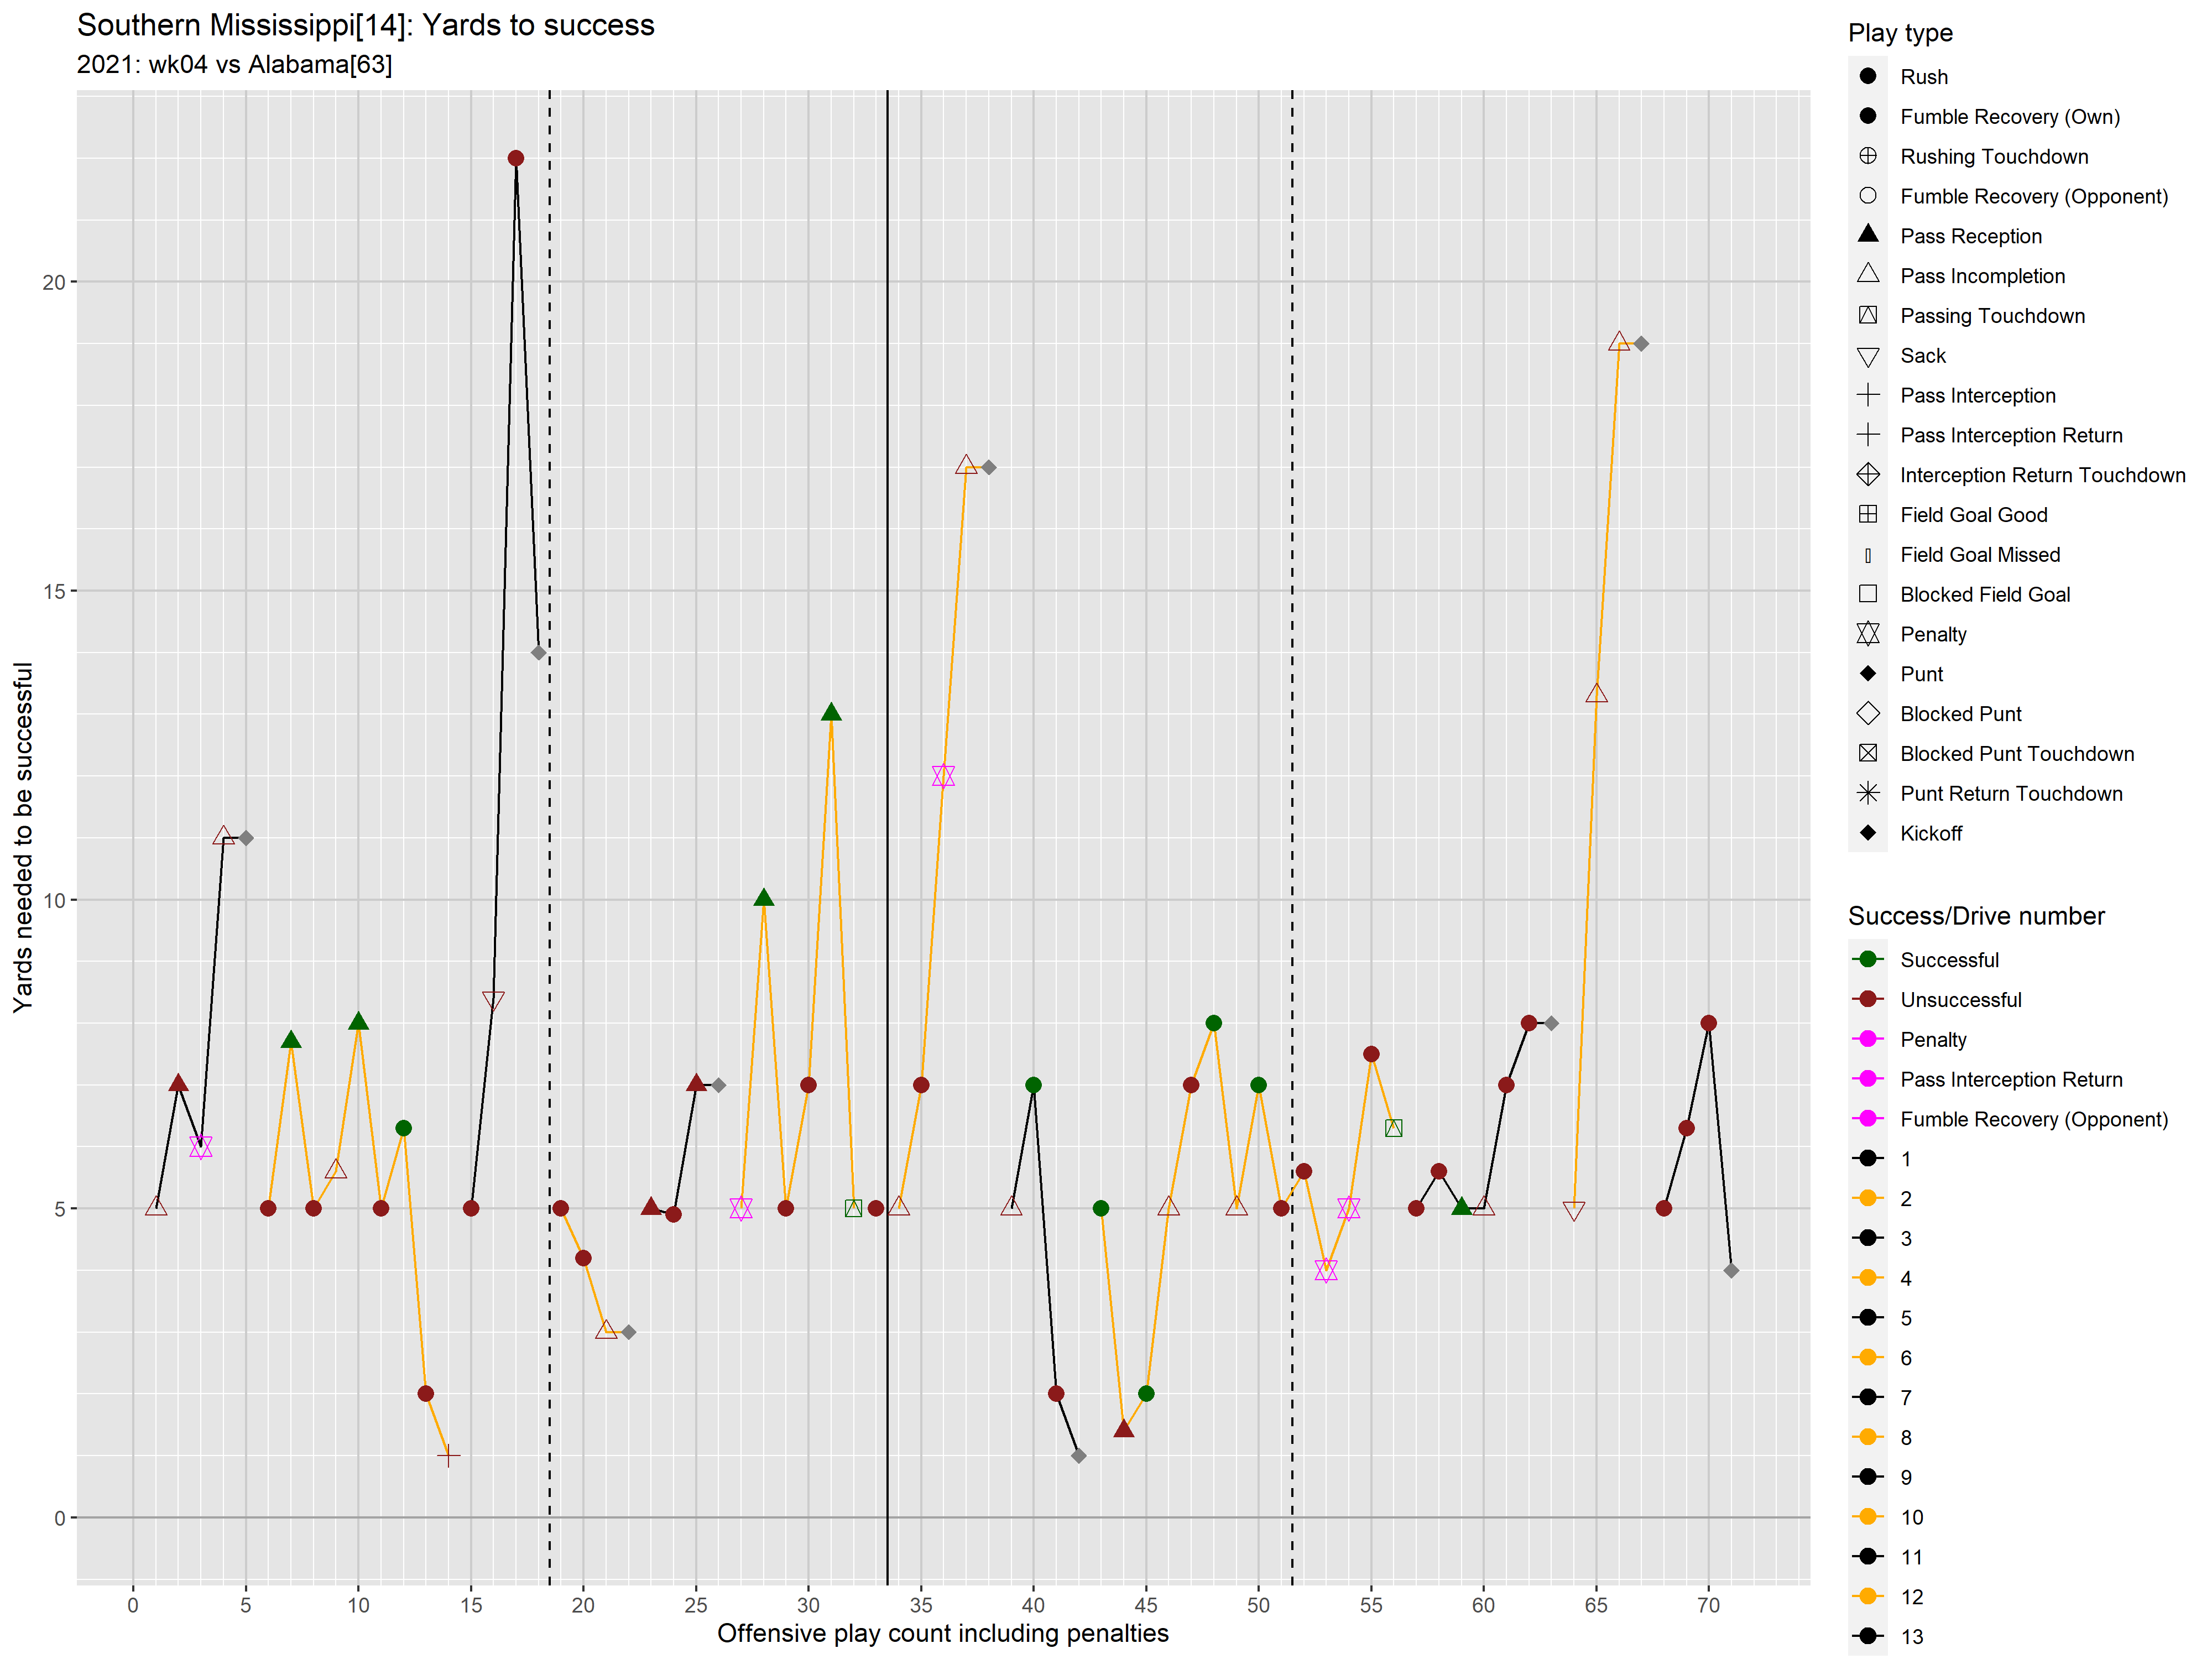 Southern Mississippi[14]: Yards to success
2021: wk04 vs Alabama[63]
Yards needed to be successful
20
15
10
5
0
0 5 10 15 20 25 30 35 40 45 50 55 60 65 70
Offensive play count including penalties
Play type
Rush
Fumble Recovery (Own)
Rushing Touchdown
Fumble Recovery (Opponent)
Pass Reception
Pass Incompletion
Passing Touchdown
Sack
Pass Interception
Pass Interception Return
Interception Return Touchdown
Field Goal Good
Field Goal Missed
Blocked Field Goal
Penalty
Punt
Blocked Punt
Blocked Punt Touchdown
Punt Return Touchdown
Kickoff
Success/Drive number
Successful
Unsuccessful
Penalty
Pass Interception Return
Fumble Recovery (Opponent)
1
2
3
4
5
6
7
8
9
10
11
12
13